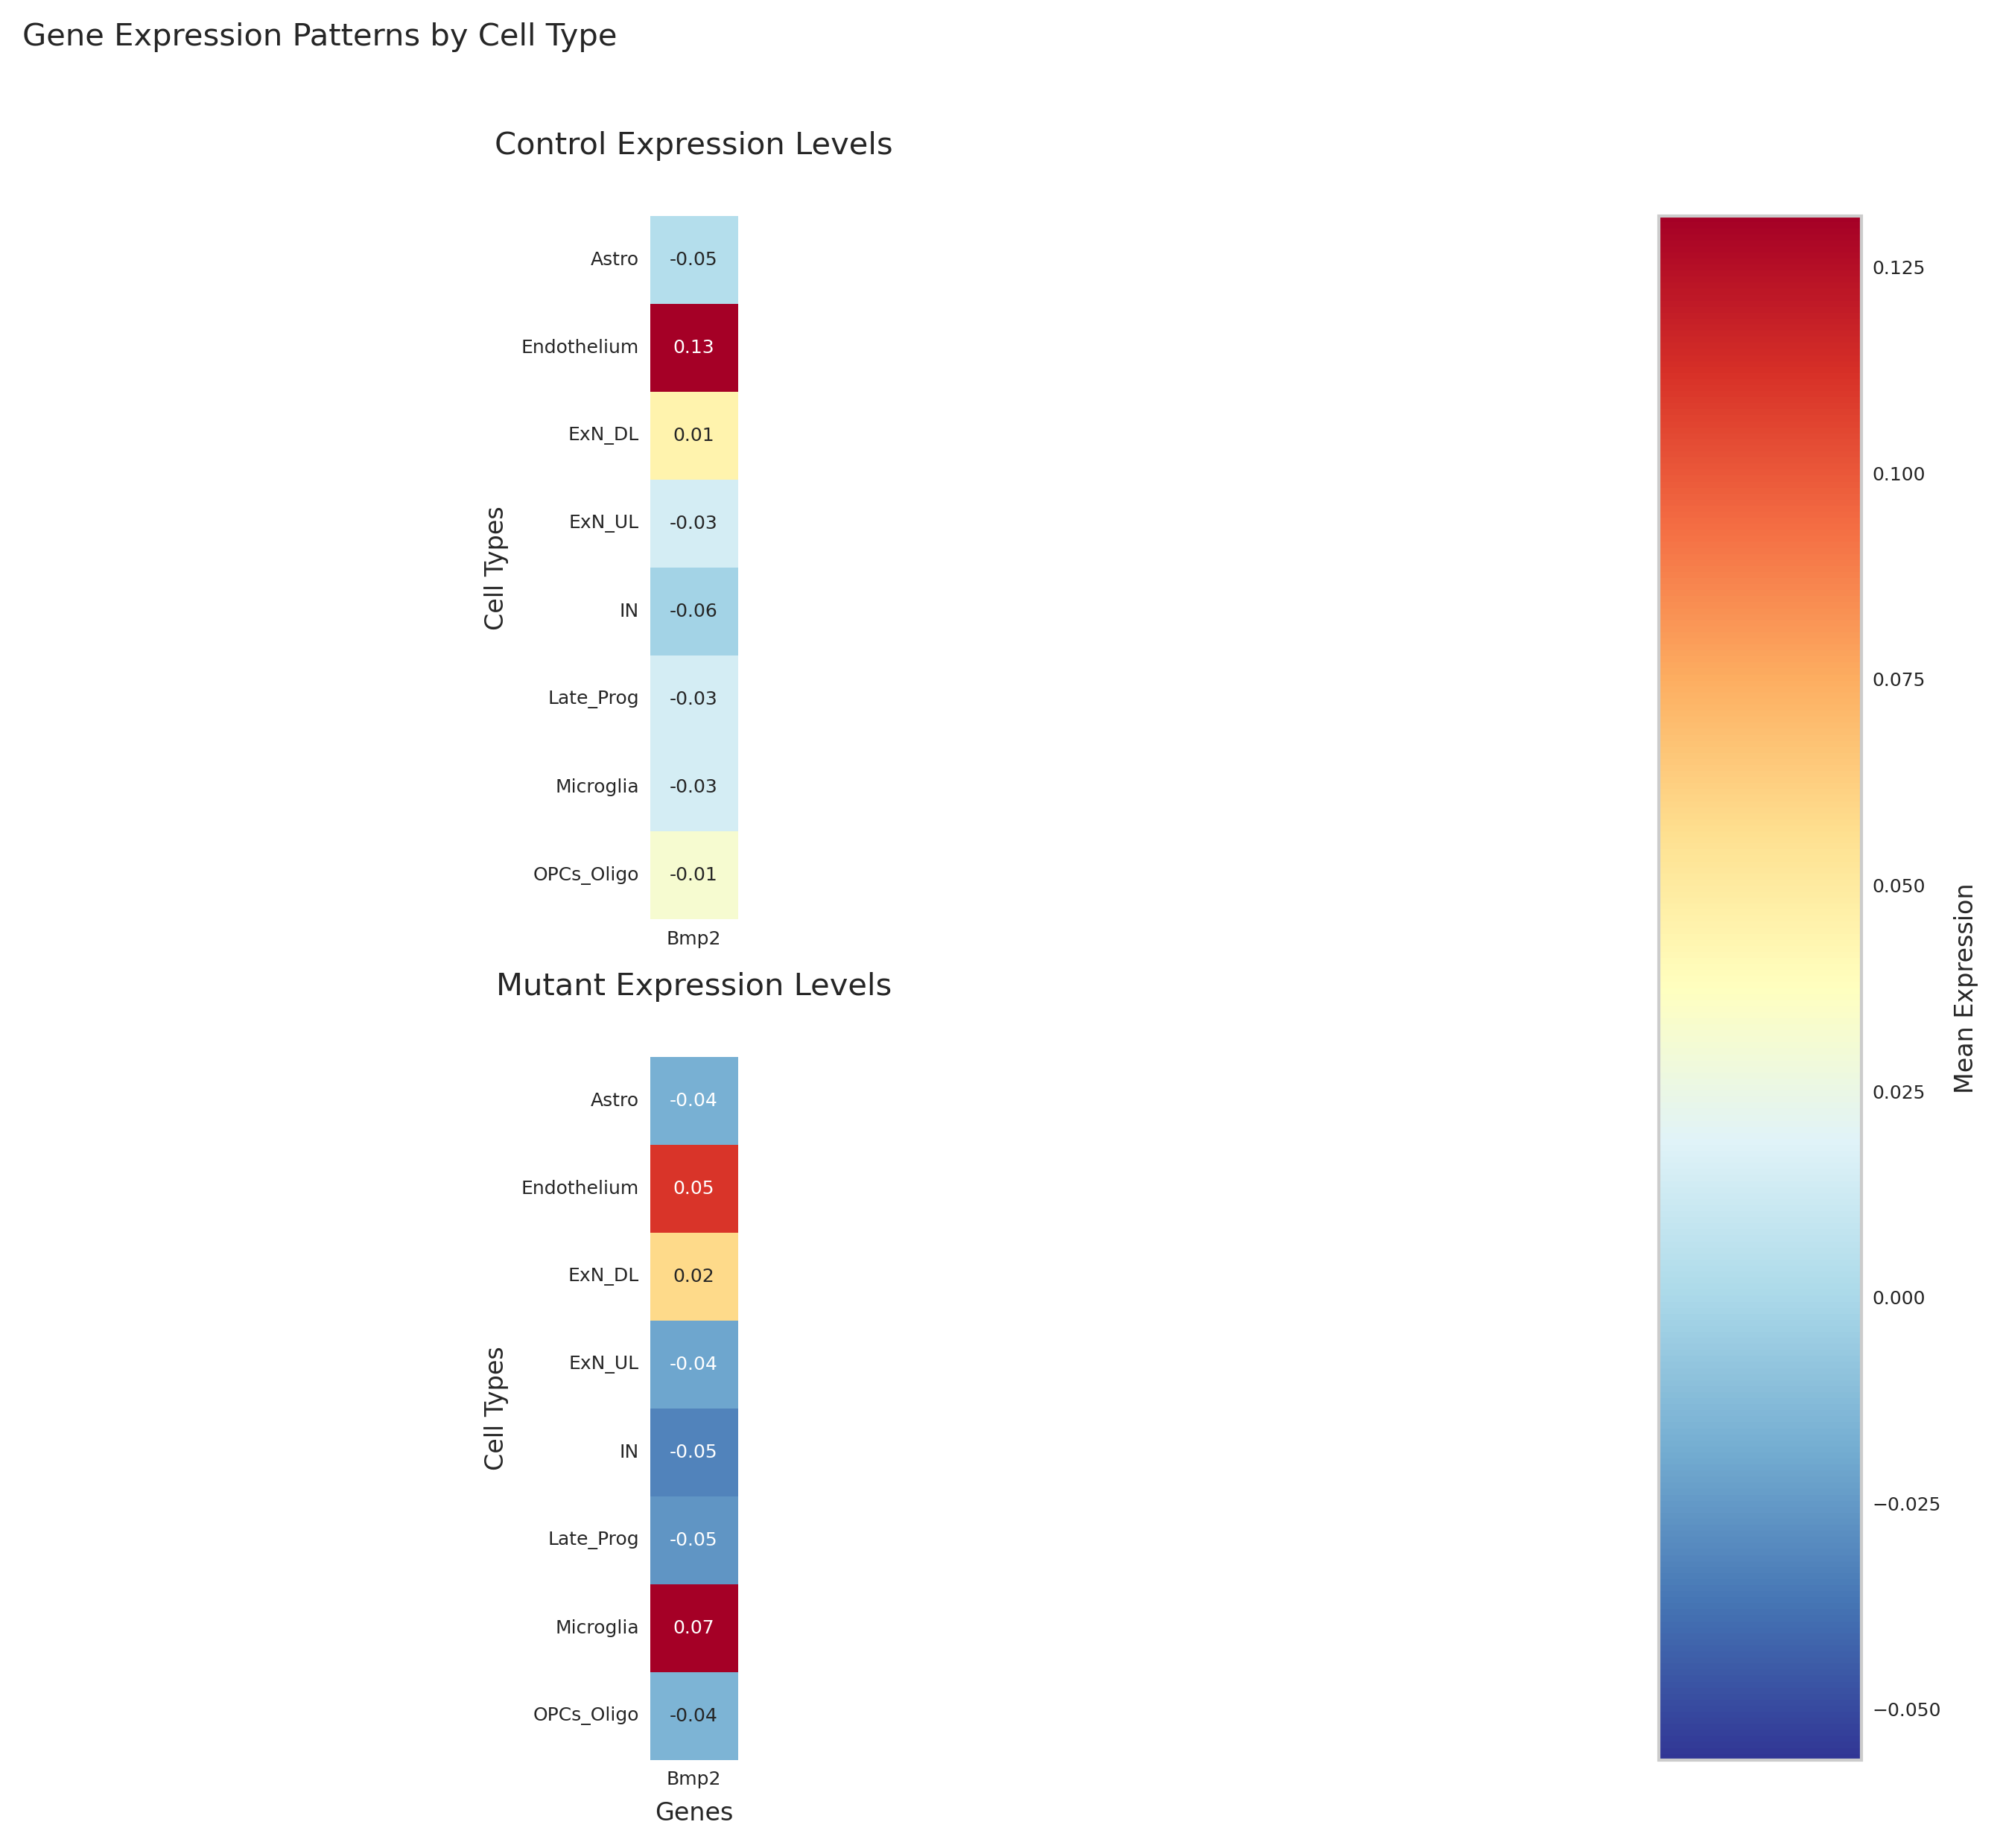 Gene Expression Patterns by Cell Type
Control Expression Levels
Cell Types
Astro -0.05
Endothelium 0.13
ExN_DL 0.01
ExN_UL -0.03
IN -0.06
Late_Prog -0.03
Microglia -0.03
OPCs_Oligo -0.01
Bmp2
Mutant Expression Levels
Cell Types
Astro -0.04
Endothelium 0.05
ExN_DL 0.02
ExN_UL -0.04
IN -0.05
Late_Prog -0.05
Microglia 0.07
OPCs_Oligo -0.04
Bmp2
Genes
0.125
0.100
0.075
0.050
0.025
0.000
−0.025
−0.050
Mean Expression